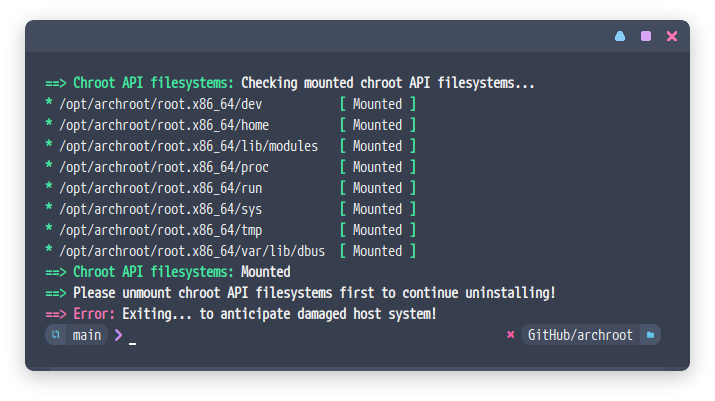 ==> Chroot API filesystems: Checking mounted chroot API filesystems...
* /opt/archroot/root.x86_64/dev [ Mounted ]
* /opt/archroot/root.x86_64/home [ Mounted ]
* /opt/archroot/root.x86_64/lib/modules [ Mounted ]
* /opt/archroot/root.x86_64/proc [ Mounted ]
* /opt/archroot/root.x86_64/run [ Mounted ]
* /opt/archroot/root.x86_64/sys [ Mounted ]
* /opt/archroot/root.x86_64/tmp [ Mounted ]
* /opt/archroot/root.x86_64/var/lib/dbus [ Mounted ]
==> Chroot API filesystems: Mounted
==> Please unmount chroot API filesystems first to continue uninstalling!
==> Error: Exiting... to anticipate damaged host system!
main ❯ _ ✖ GitHub/archroot